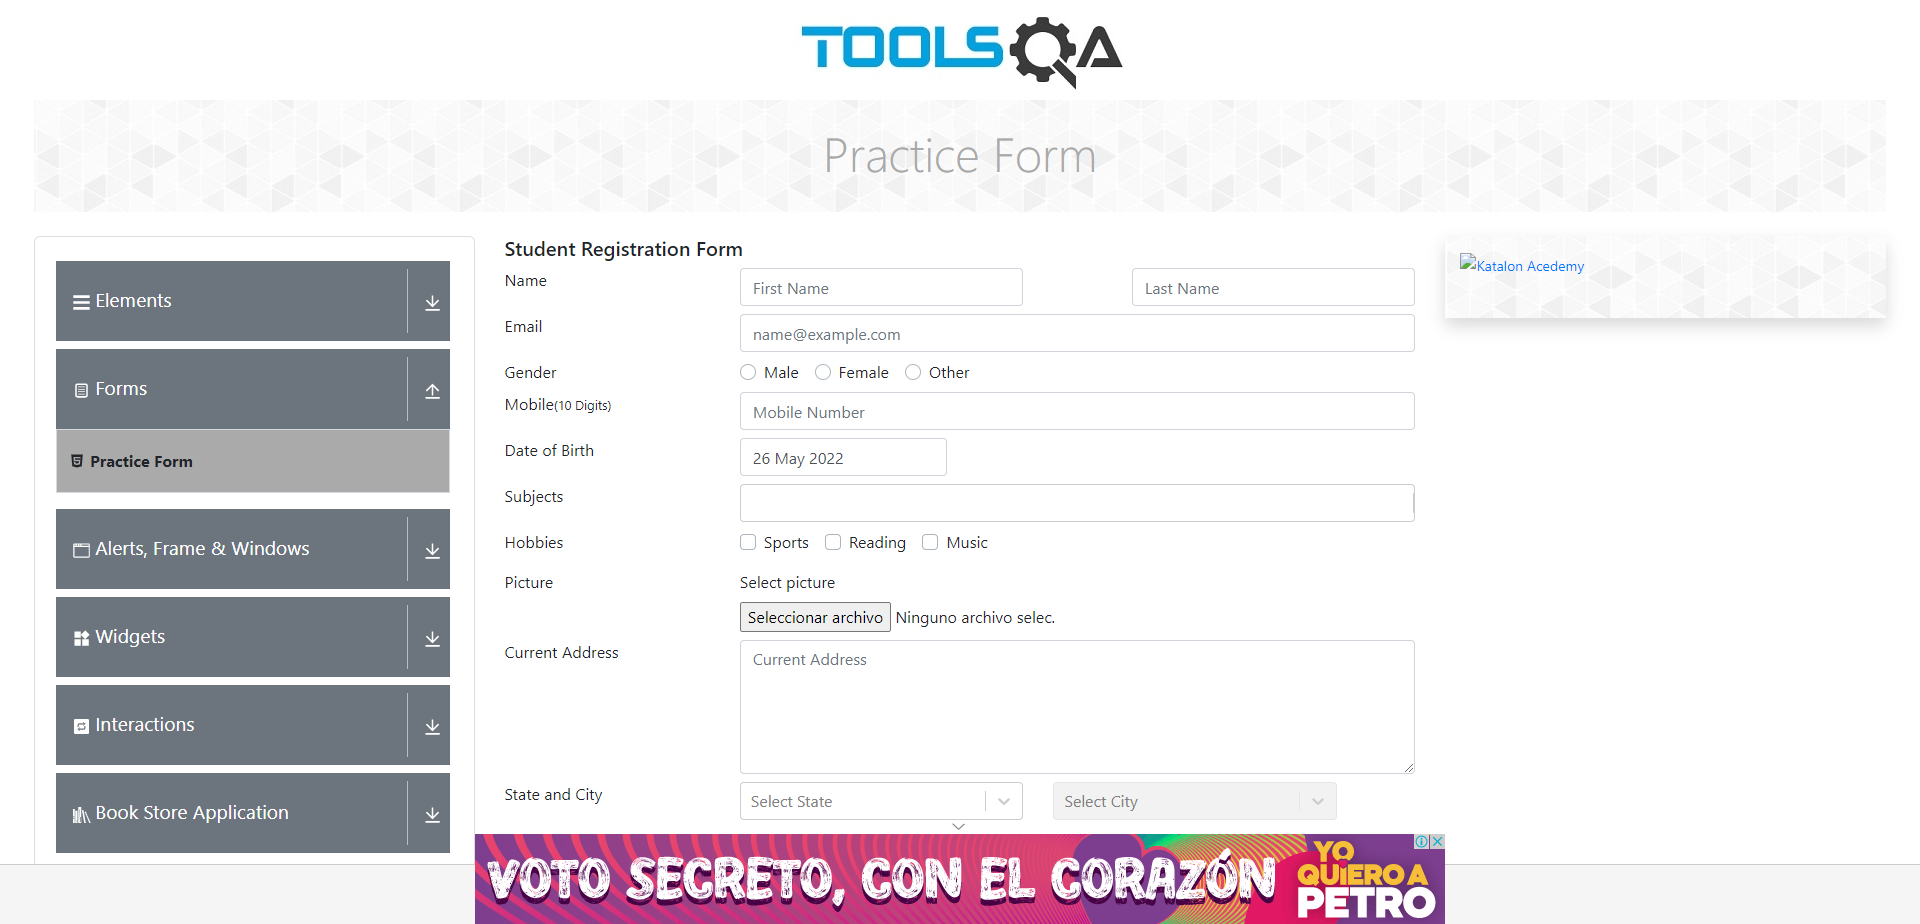 TOOLSQA
Practice Form
Elements
Forms
Practice Form
Alerts, Frame & Windows
Widgets
Interactions
Book Store Application
Student Registration Form
Name
First Name
Last Name
Email
name@example.com
Gender
Male
Female
Other
Mobile(10 Digits)
Mobile Number
Date of Birth
26 May 2022
Subjects
Hobbies
Sports
Reading
Music
Picture
Select picture
Seleccionar archivo Ninguno archivo selec.
Current Address
Current Address
State and City
Select State
Select City
Katalon Acedemy
VOTO SECRETO, CON EL CORAZÓN
YO
QUIERO A
PETRO